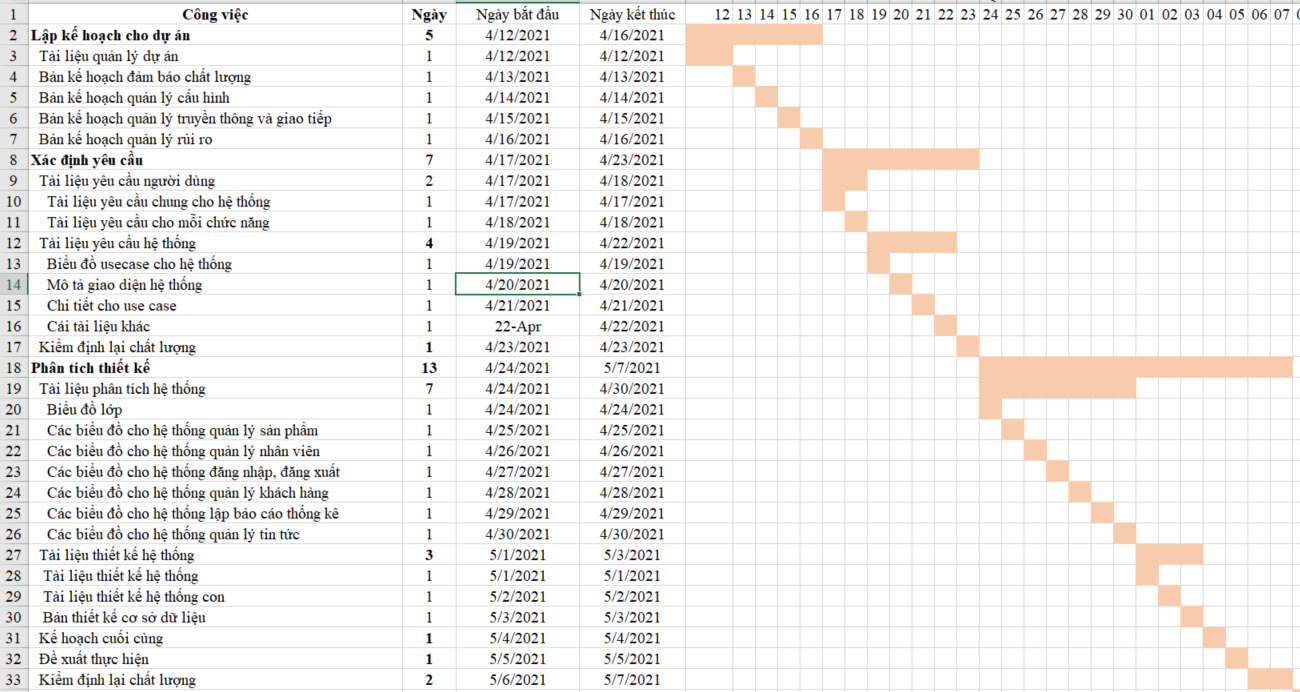 1 Công việc Ngày Ngày bắt đầu Ngày kết thúc 12 13 14 15 16 17 18 19 20 21 22 23 24 25 26 27 28 29 30 01 02 03 04 05 06 07
2 Lập kế hoạch cho dự án 5 4/12/2021 4/16/2021
3 Tài liệu quản lý dự án 1 4/12/2021 4/12/2021
4 Bản kế hoạch đảm bảo chất lượng 1 4/13/2021 4/13/2021
5 Bản kế hoạch quản lý cấu hình 1 4/14/2021 4/14/2021
6 Bản kế hoạch quản lý truyền thông và giao tiếp 1 4/15/2021 4/15/2021
7 Bản kế hoạch quản lý rủi ro 1 4/16/2021 4/16/2021
8 Xác định yêu cầu 7 4/17/2021 4/23/2021
9 Tài liệu yêu cầu người dùng 2 4/17/2021 4/18/2021
10 Tài liệu yêu cầu chung cho hệ thống 1 4/17/2021 4/17/2021
11 Tài liệu yêu cầu cho mỗi chức năng 1 4/18/2021 4/18/2021
12 Tài liệu yêu cầu hệ thống 4 4/19/2021 4/22/2021
13 Biểu đồ usecase cho hệ thống 1 4/19/2021 4/19/2021
14 Mô tả giao diện hệ thống 1 4/20/2021 4/20/2021
15 Chi tiết cho use case 1 4/21/2021 4/21/2021
16 Cái tài liệu khác 1 22-Apr 4/22/2021
17 Kiểm định lại chất lượng 1 4/23/2021 4/23/2021
18 Phân tích thiết kế 13 4/24/2021 5/7/2021
19 Tài liệu phân tích hệ thống 7 4/24/2021 4/30/2021
20 Biểu đồ lớp 1 4/24/2021 4/24/2021
21 Các biểu đồ cho hệ thống quản lý sản phẩm 1 4/25/2021 4/25/2021
22 Các biểu đồ cho hệ thống quản lý nhân viên 1 4/26/2021 4/26/2021
23 Các biểu đồ cho hệ thống đăng nhập, đăng xuất 1 4/27/2021 4/27/2021
24 Các biểu đồ cho hệ thống quản lý khách hàng 1 4/28/2021 4/28/2021
25 Các biểu đồ cho hệ thống lập báo cáo thống kê 1 4/29/2021 4/29/2021
26 Các biểu đồ cho hệ thống quản lý tin tức 1 4/30/2021 4/30/2021
27 Tài liệu thiết kế hệ thống 3 5/1/2021 5/3/2021
28 Tài liệu thiết kế hệ thống 1 5/1/2021 5/1/2021
29 Tài liệu thiết kế hệ thống con 1 5/2/2021 5/2/2021
30 Bản thiết kế cơ sở dữ liệu 1 5/3/2021 5/3/2021
31 Kế hoạch cuối cùng 1 5/4/2021 5/4/2021
32 Đề xuất thực hiện 1 5/5/2021 5/5/2021
33 Kiểm định lại chất lượng 2 5/6/2021 5/7/2021